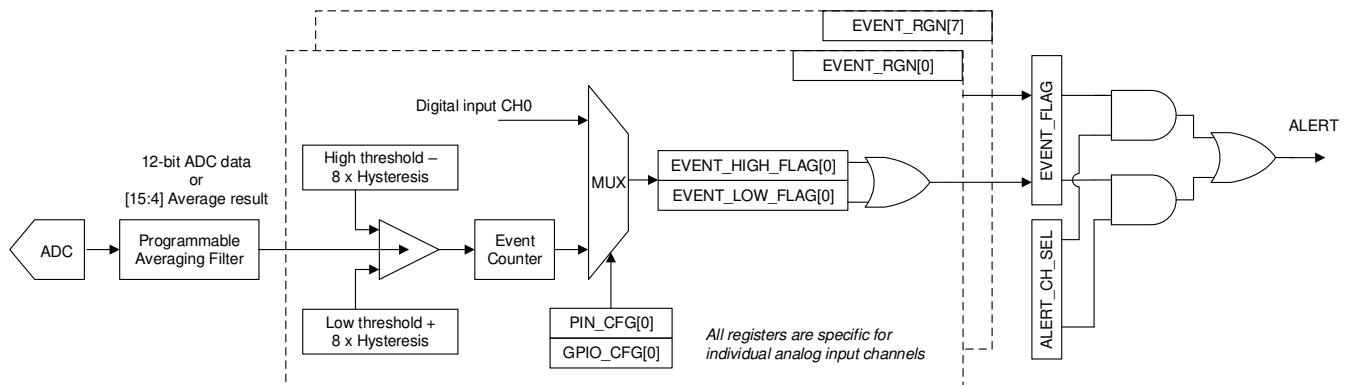 EVENT_RGN[7]
EVENT_RGN[0]
Digital input CH0
12-bit ADC data
or
[15:4] Average result
High threshold –
8 x Hysteresis
MUX
EVENT_HIGH_FLAG[0]
EVENT_LOW_FLAG[0]
EVENT_FLAG
ALERT
ADC
Programmable
Averaging Filter
Event
Counter
Low threshold +
8 x Hysteresis
PIN_CFG[0]
GPIO_CFG[0]
All registers are specific for
individual analog input channels
ALERT_CH_SEL